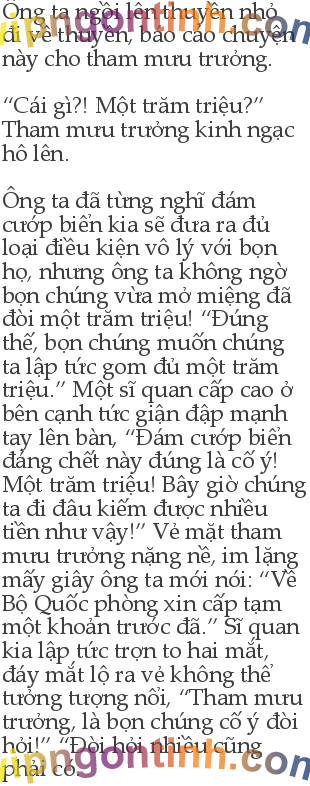 Ông ta ngồi lên thuyền nhỏ
đi về thuyền, báo cáo chuyện
này cho tham mưu trưởng.
“Cái gì?! Một trăm triệu?”
Tham mưu trưởng kinh ngạc
hô lên.
Ông ta đã từng nghĩ đám
cướp biển kia sẽ đưa ra đủ
loại điều kiện vô lý với bọn
họ, nhưng ông ta không ngờ
bọn chúng vừa mở miệng đã
đòi một trăm triệu! “Đúng
thế, bọn chúng muốn chúng
ta lập tức gom đủ một trăm
triệu.” Một sĩ quan cấp cao ở
bên cạnh tức giận đập mạnh
tay lên bàn, “Đám cướp biển
đáng chết này đúng là cố ý!
Một trăm triệu! Bây giờ chúng
ta đi đâu kiếm được nhiều
tiền như vậy!” Vẻ mặt tham
mưu trưởng nặng nề, im lặng
mấy giây ông ta mới nói: “Về
Bộ Quốc phòng xin cấp tạm
một khoản trước đã.” Sĩ quan
kia lập tức trợn to hai mắt,
đáy mắt lộ ra vẻ không thể
tưởng tượng nổi, “Tham mưu
trưởng, là bọn chúng cố ý đòi
hỏi!” “Đòi hỏi nhiều cũng
phải có.
vipngontinh.com